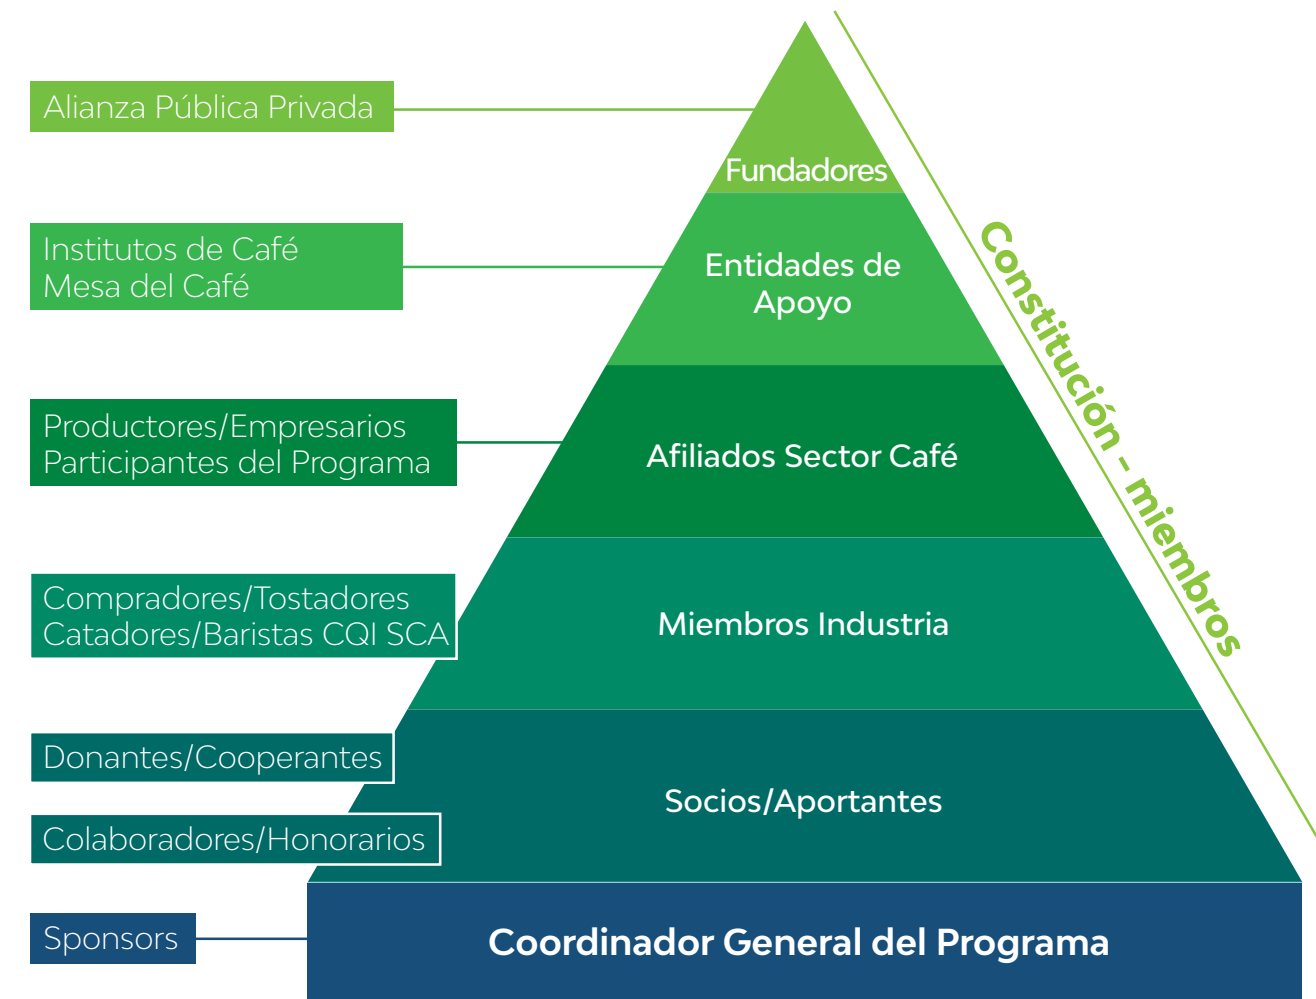 Alianza Pública Privada
Fundadores
Institutos de Café
Mesa del Café
Entidades de
Apoyo
Constitución - miembros
Productores/Empresarios
Participantes del Programa
Afiliados Sector Café
Compradores/Tostadores
Catadores/Baristas CQI SCA
Miembros Industria
Donantes/Cooperantes
Colaboradores/Honorarios
Socios/Aportantes
Sponsors
Coordinador General del Programa